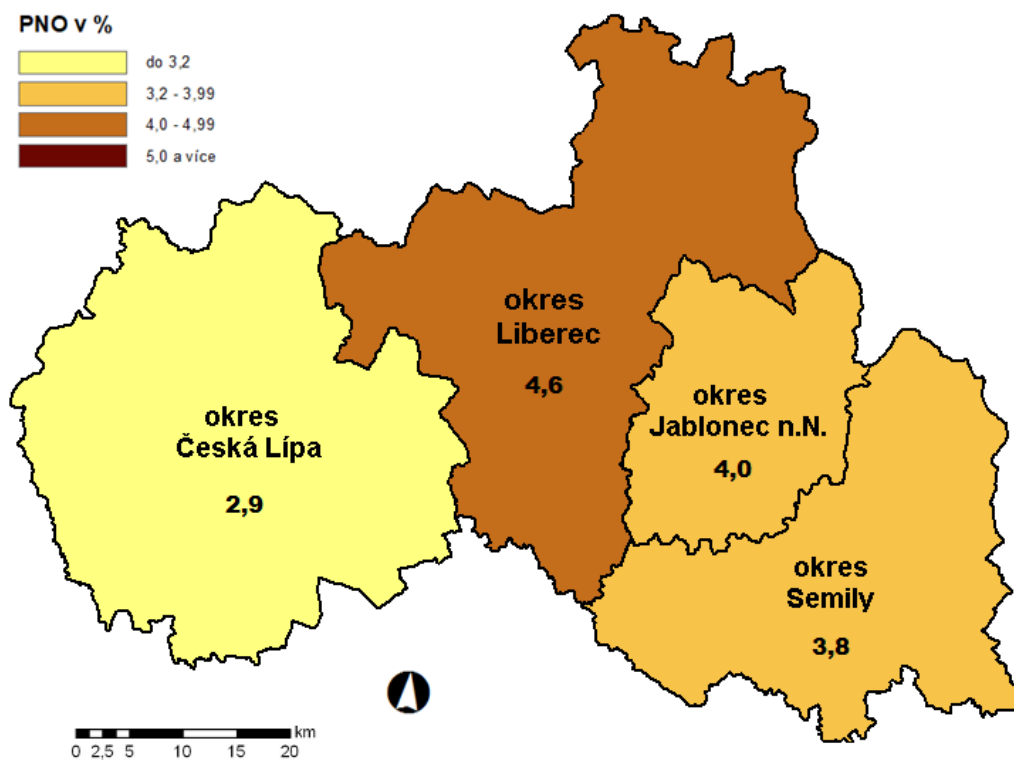 PNO v %
do 3,2
3,2 - 3,99
4,0 - 4,99
5,0 a více
okres
Liberec
4,6
okres
Jablonec n.N.
4,0
okres
Česká Lípa
2,9
okres
Semily
3,8
km
0 2,5 5 10 15 20